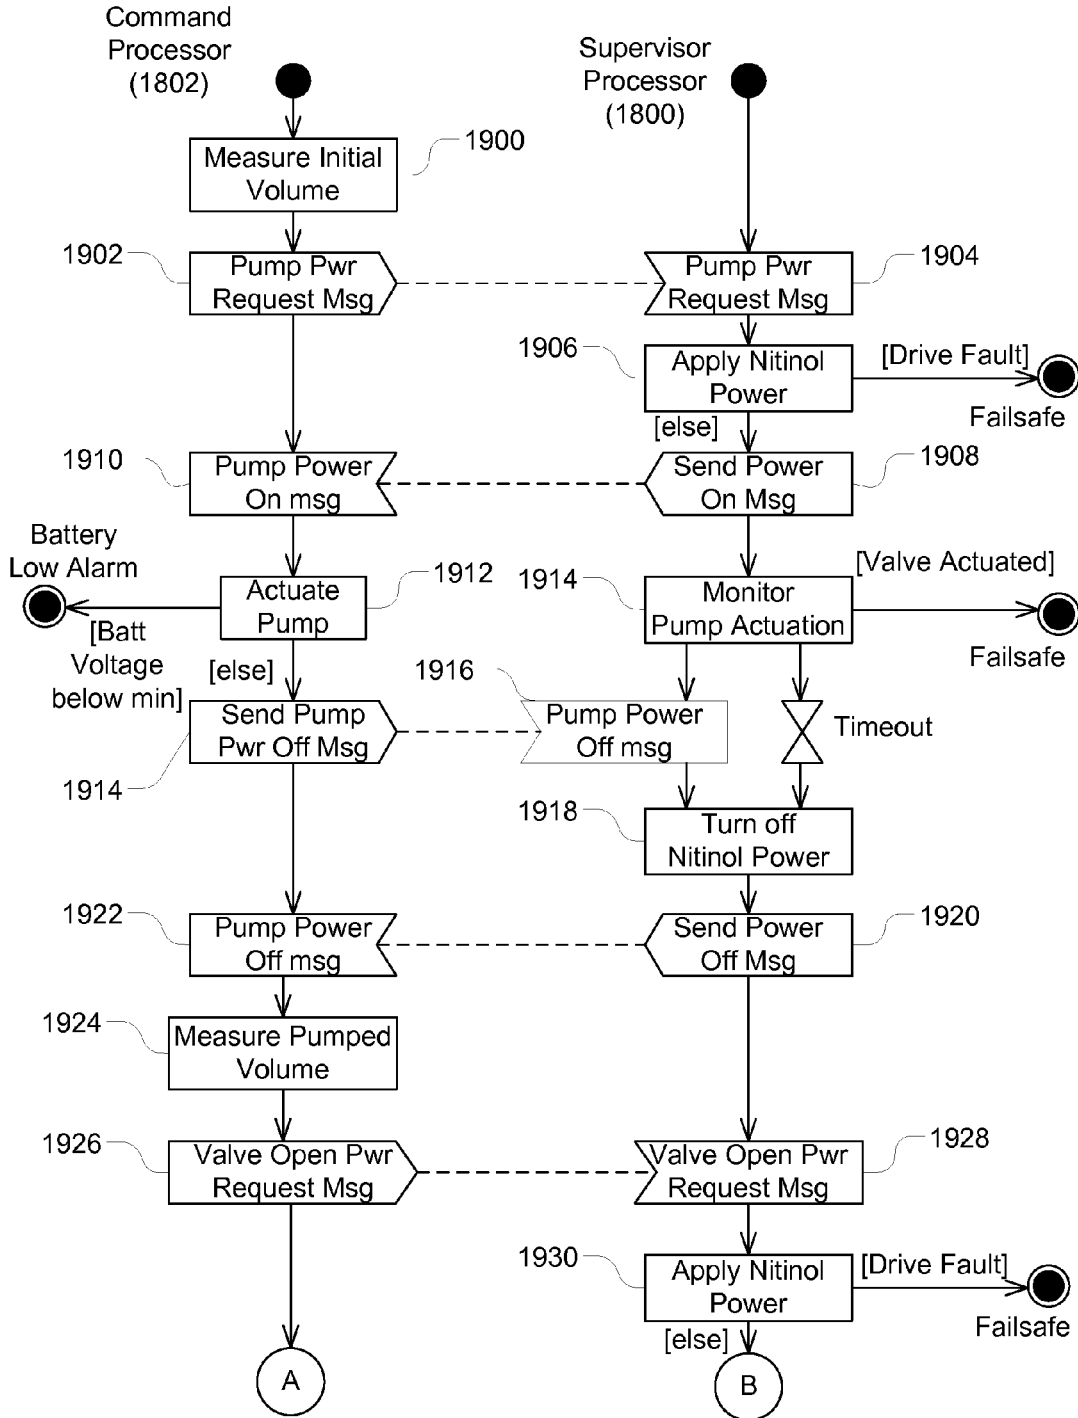 Command
Processor
(1802)
Supervisor
Processor
(1800)
Measure Initial
Volume
1900
1902
Pump Pwr
Request Msg
Pump Pwr
Request Msg
1904
1906
Apply Nitinol
Power
[Drive Fault]
Failsafe
[else]
1910
Pump Power
On msg
Send Power
On Msg
1908
Battery
Low Alarm
Actuate
Pump
1912
[Batt
Voltage
below min]
[else]
1914
Monitor
Pump Actuation
[Valve Actuated]
Failsafe
1916
Send Pump
Pwr Off Msg
1914
Pump Power
Off msg
Timeout
1918
Turn off
Nitinol Power
1922
Pump Power
Off msg
Send Power
Off Msg
1920
1924
Measure Pumped
Volume
1926
Valve Open Pwr
Request Msg
Valve Open Pwr
Request Msg
1928
1930
Apply Nitinol
Power
[Drive Fault]
Failsafe
[else]
A
B